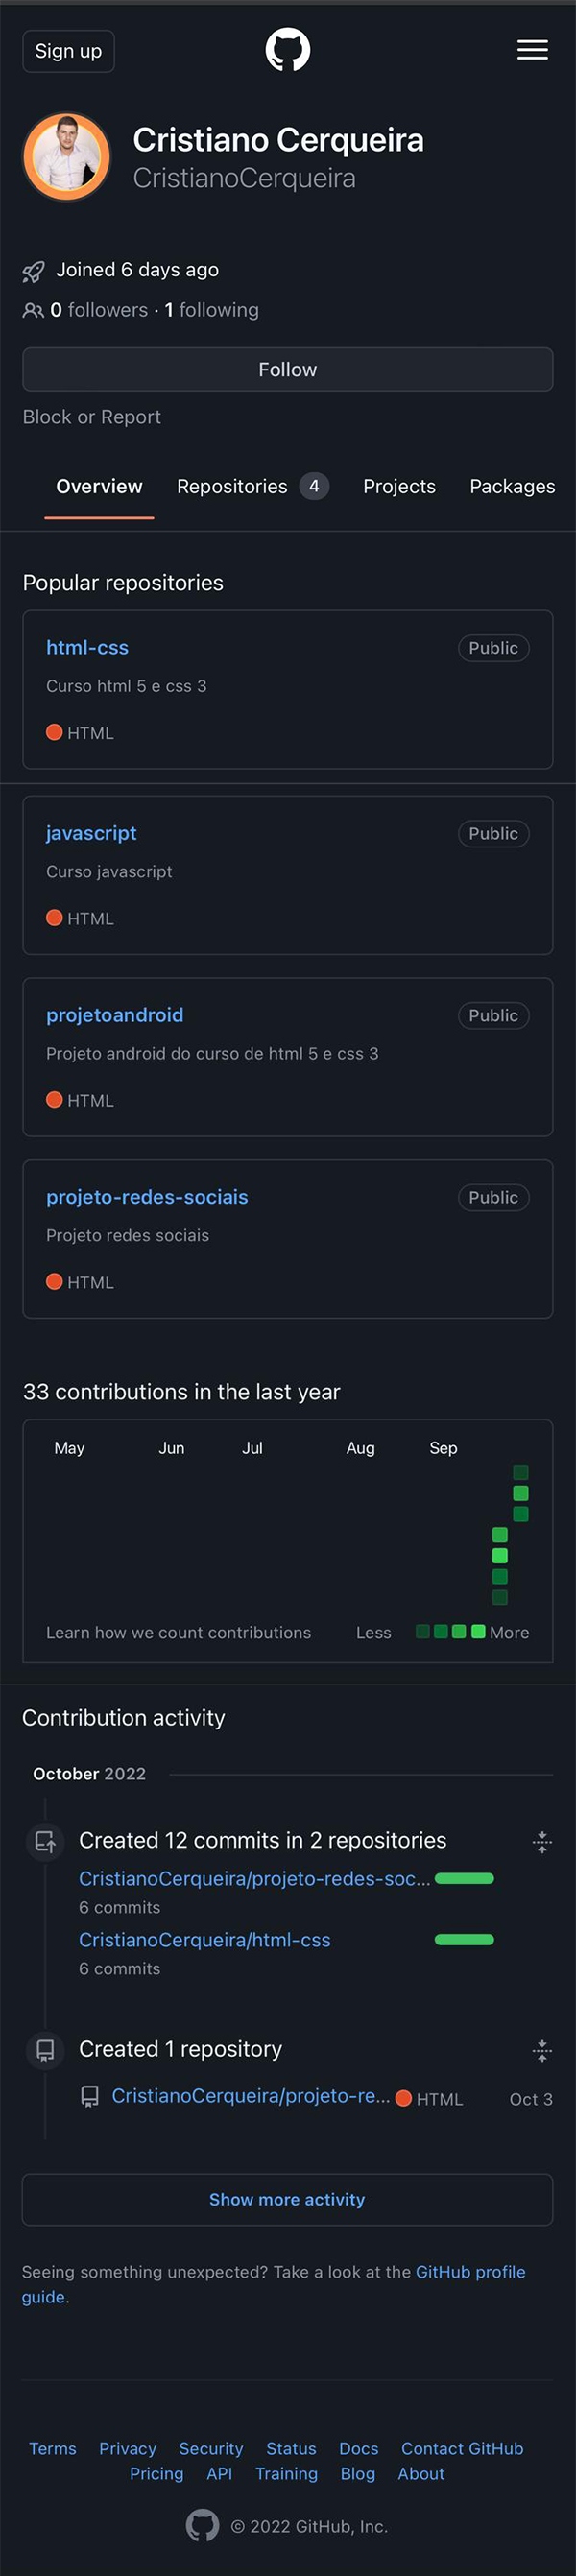 Sign up
Cristiano Cerqueira
CristianoCerqueira
Joined 6 days ago
0 followers · 1 following
Follow
Block or Report
Overview Repositories 4 Projects Packages
Popular repositories
html-css Public
Curso html 5 e css 3
HTML
javascript Public
Curso javascript
HTML
projetoandroid Public
Projeto android do curso de html 5 e css 3
HTML
projeto-redes-sociais Public
Projeto redes sociais
HTML
33 contributions in the last year
May Jun Jul Aug Sep
Learn how we count contributions Less More
Contribution activity
October 2022
Created 12 commits in 2 repositories
CristianoCerqueira/projeto-redes-soc...
6 commits
CristianoCerqueira/html-css
6 commits
Created 1 repository
CristianoCerqueira/projeto-re... HTML Oct 3
Show more activity
Seeing something unexpected? Take a look at the GitHub profile
guide.
Terms Privacy Security Status Docs Contact GitHub
Pricing API Training Blog About
© 2022 GitHub, Inc.